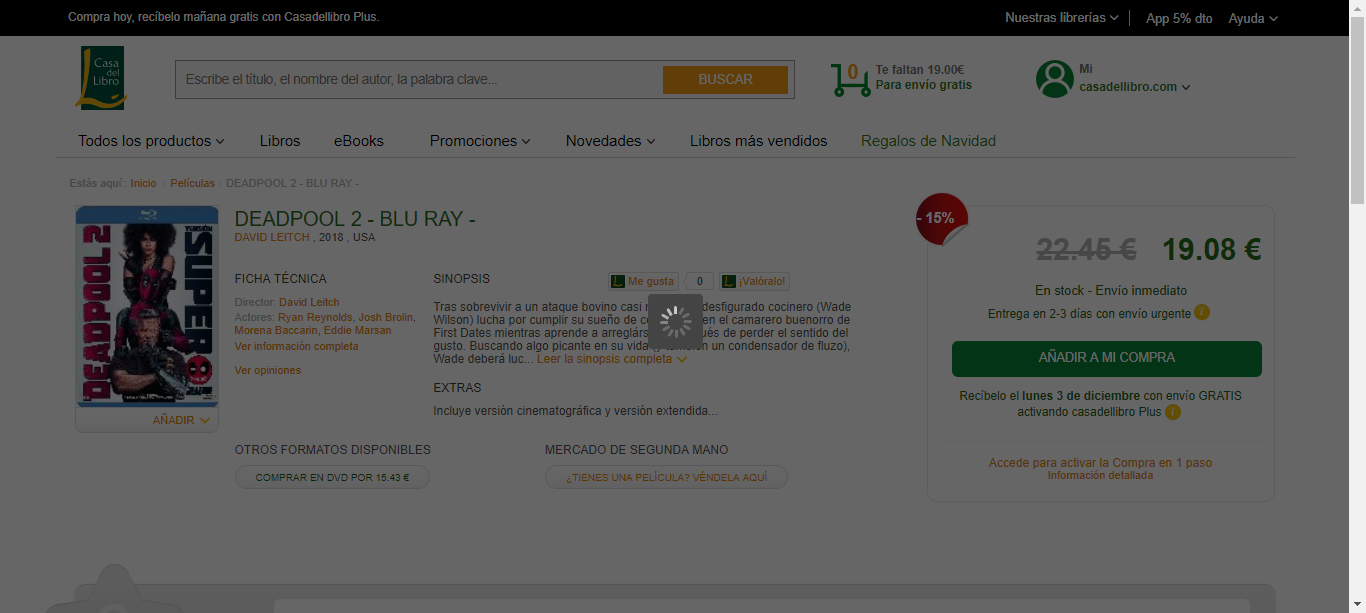 Compra hoy, recíbelo mañana gratis con Casadellibro Plus.
Nuestras librerías
App 5% dto
Ayuda
Casa
del
Libro
Escribe el título, el nombre del autor, la palabra clave...
BUSCAR
0
Te faltan 19.00€
Para envío gratis
Mi
casadellibro.com
Todos los productos
Libros
eBooks
Promociones
Novedades
Libros más vendidos
Regalos de Navidad
Estás aquí:: Inicio Películas DEADPOOL 2 - BLU RAY -
DEADPOOL 2
SUPER
DEADPOOL 2 - BLU RAY -
DAVID LEITCH , 2018 , USA
FICHA TÉCNICA
Director: David Leitch
Actores: Ryan Reynolds, Josh Brolin,
Morena Baccarin, Eddie Marsan
Ver información completa
Ver opiniones
AÑADIR
SINOPSIS
Me gusta
0
¡Valóralo!
Tras sobrevivir a un ataque bovino casi desfigurado cocinero (Wade
Wilson) lucha por cumplir su sueño de en el camarero buenorro de
First Dates mientras aprende a de perder el sentido del
gusto. Buscando algo picante en su vida un condensador de fluzo),
Wade deberá luc... Leer la sinopsis completa
EXTRAS
Incluye versión cinematográfica y versión extendida...
OTROS FORMATOS DISPONIBLES
COMPRAR EN DVD POR 15.43 €
MERCADO DE SEGUNDA MANO
¿TIENES UNA PELÍCULA? VÉNDELA AQUÍ
- 15%
22.45 € 19.08 €
En stock - Envío inmediato
Entrega en 2-3 días con envío urgente i
AÑADIR A MI COMPRA
Recíbelo el lunes 3 de diciembre con envío GRATIS
activando casadellibro Plus i
Accede para activar la Compra en 1 paso
Información detallada